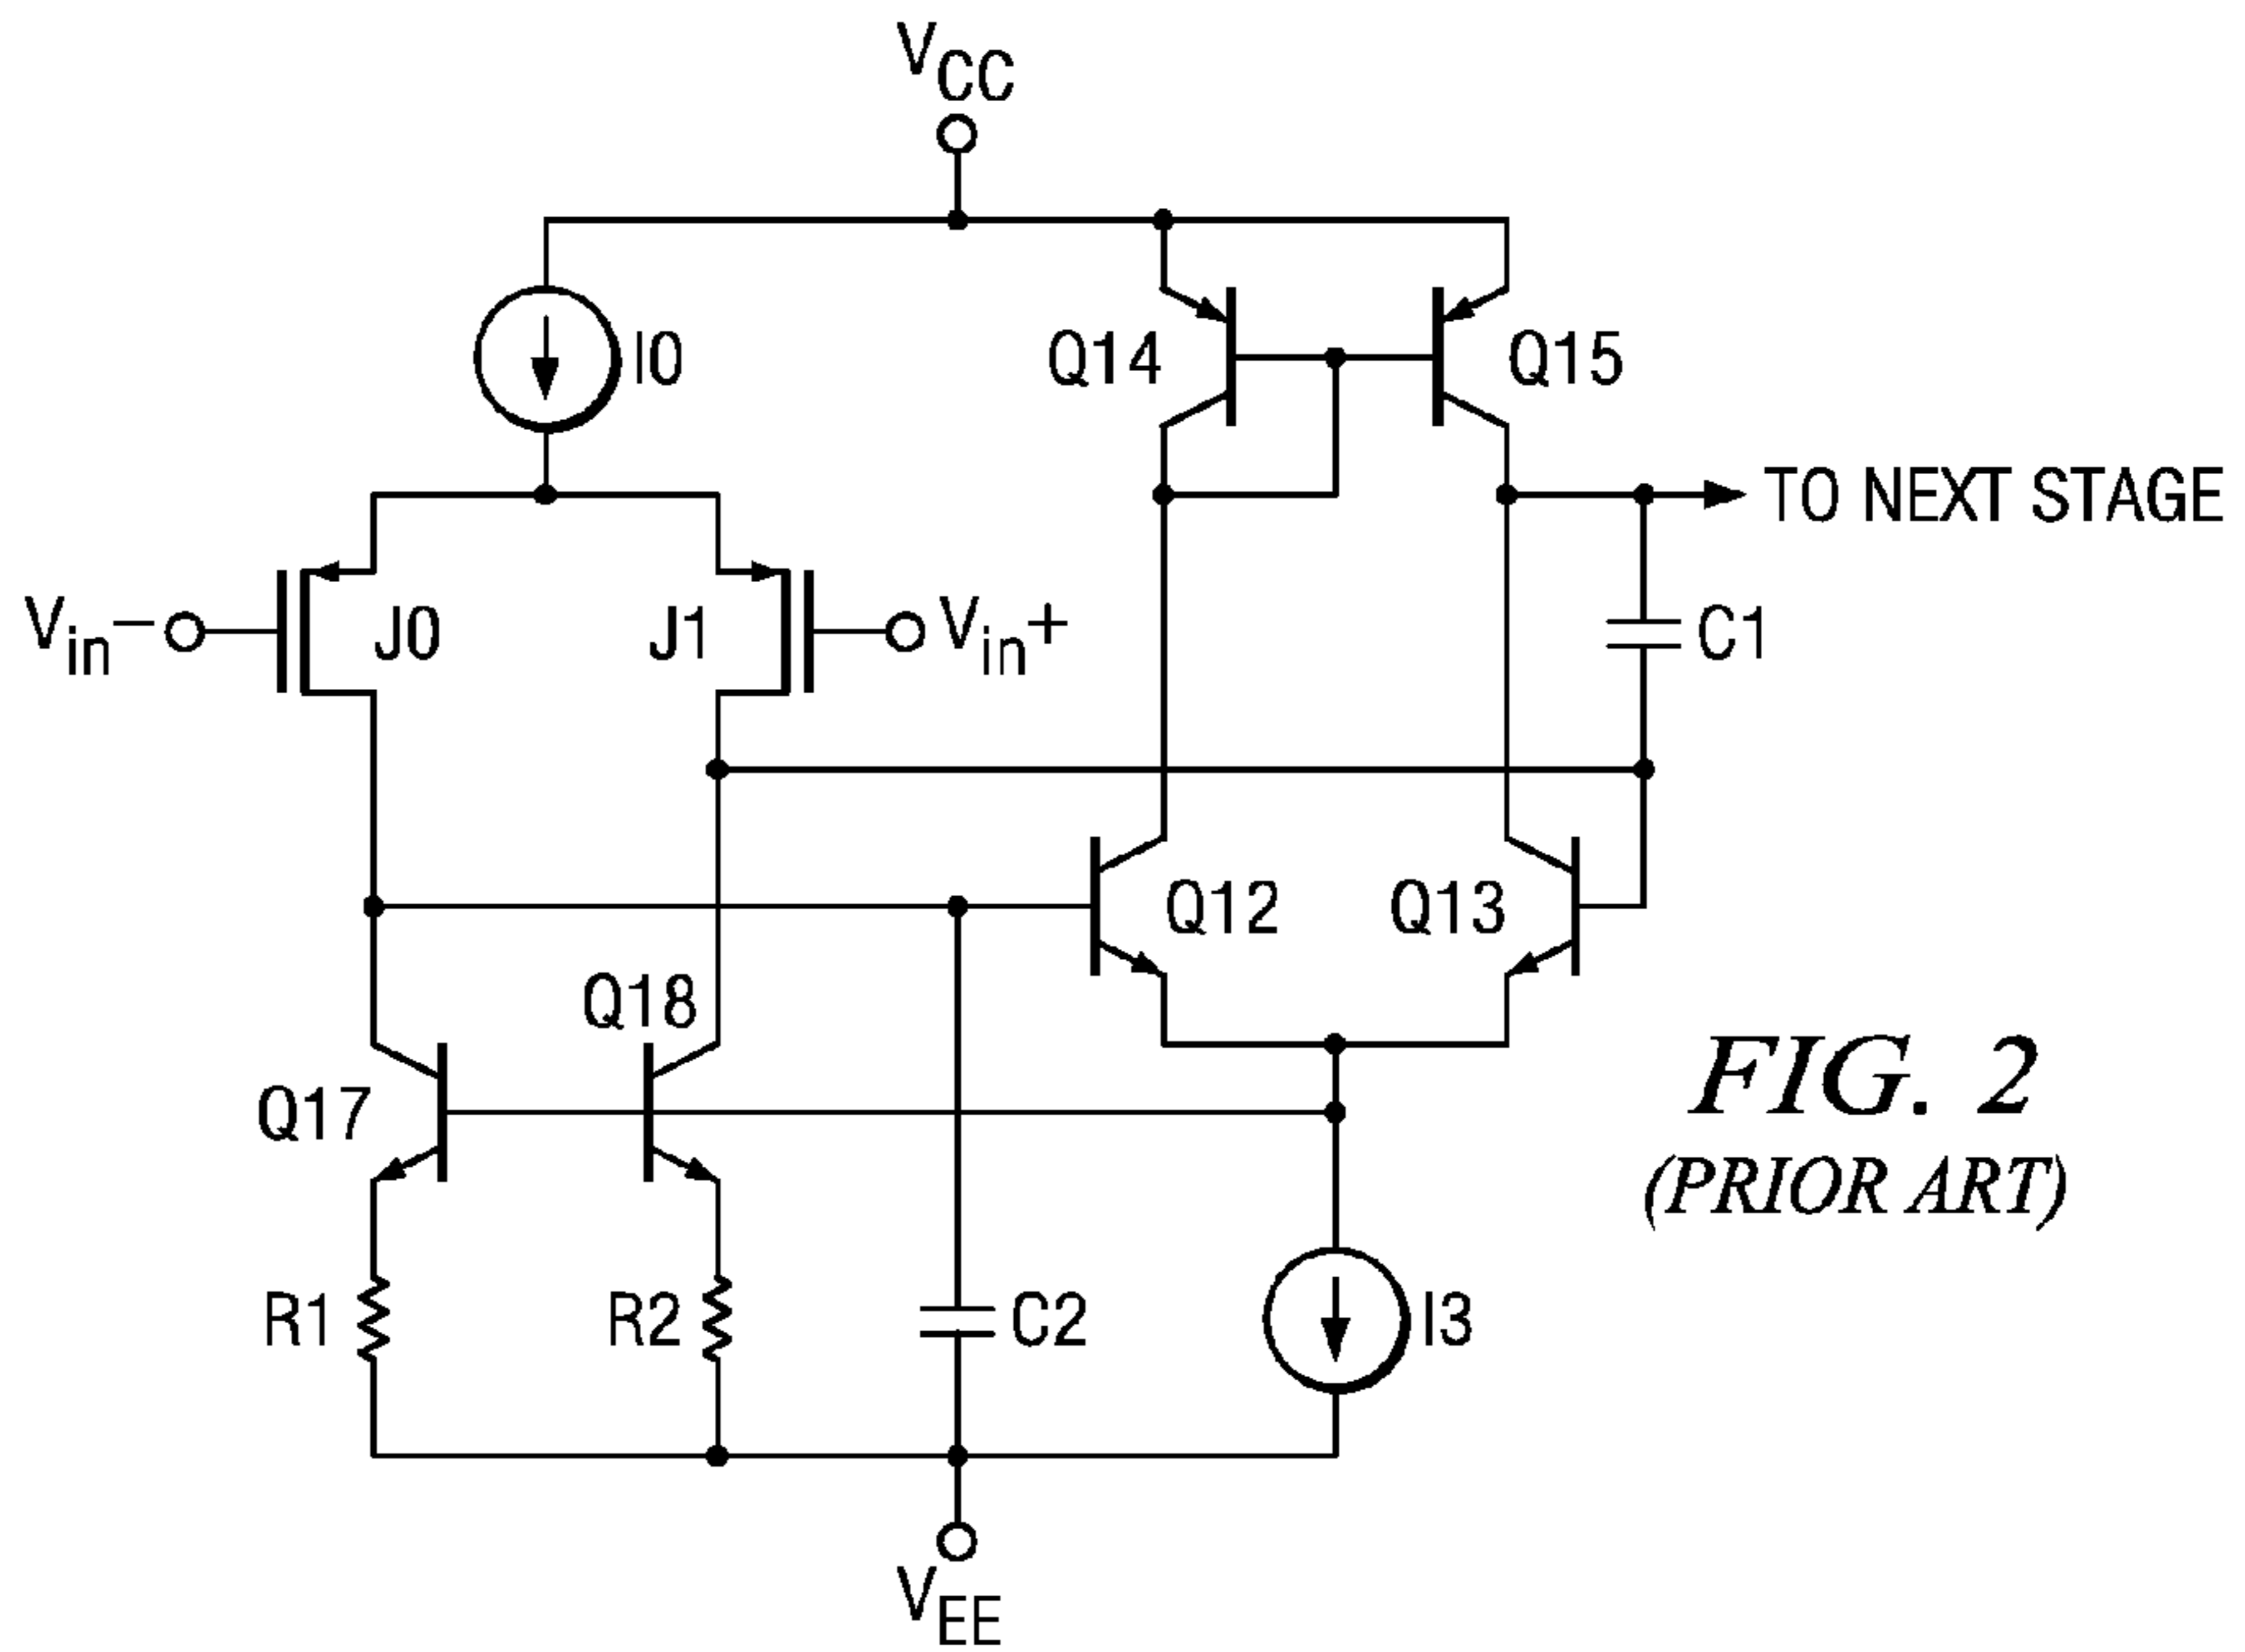 VCC
I0
Q14
Q15
TO NEXT STAGE
Vin−
J0
J1
Vin+
C1
Q12
Q13
Q18
Q17
R1
R2
C2
I3
FIG. 2
(PRIOR ART)
VEE